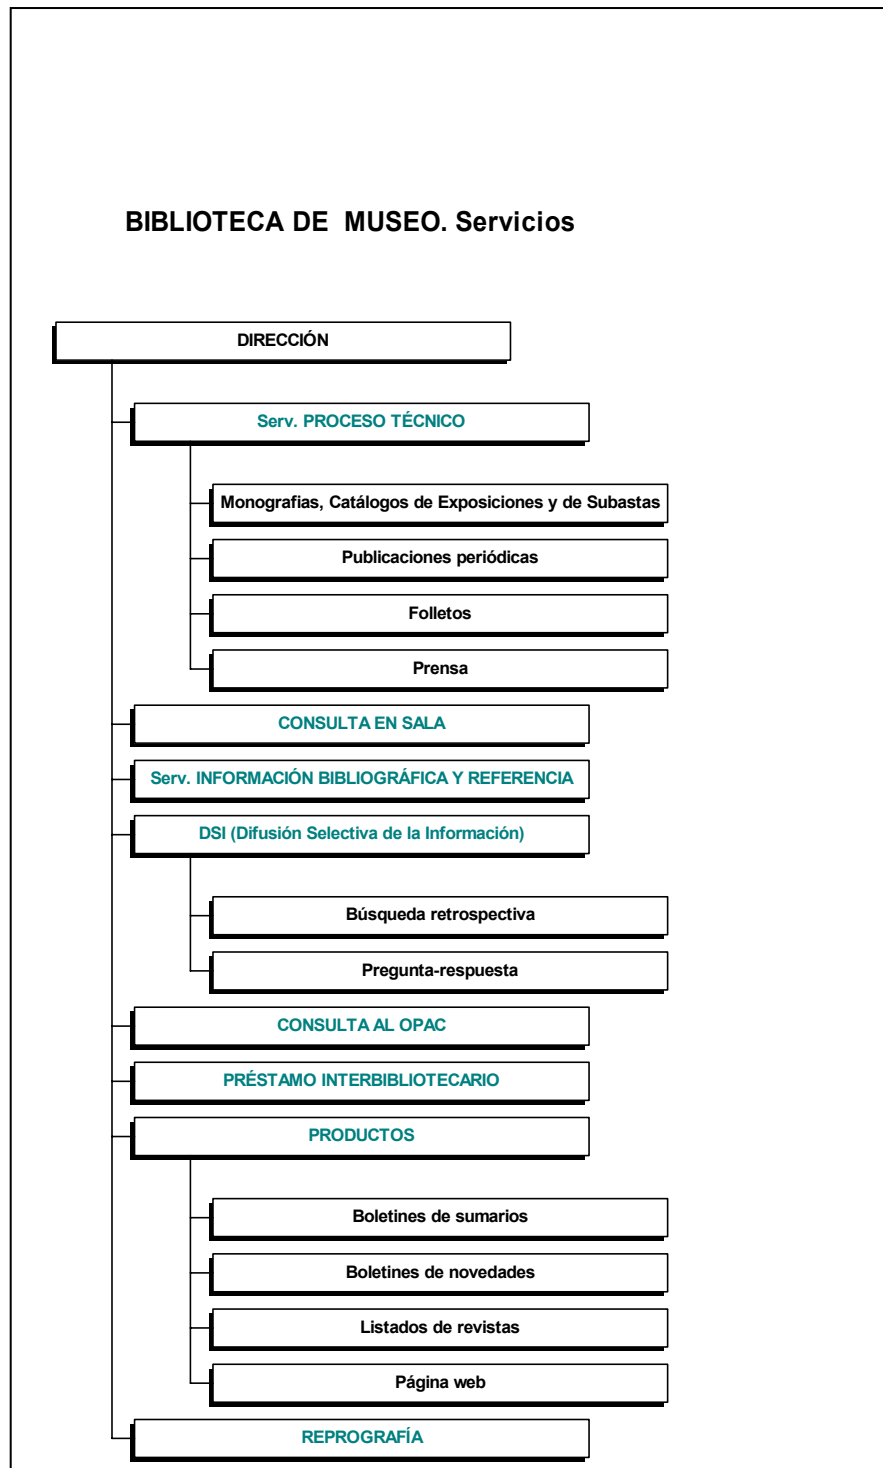 BIBLIOTECA DE MUSEO. Servicios
DIRECCIÓN
Serv. PROCESO TÉCNICO
Monografias, Catálogos de Exposiciones y de Subastas
Publicaciones periódicas
Folletos
Prensa
CONSULTA EN SALA
Serv. INFORMACIÓN BIBLIOGRÁFICA Y REFERENCIA
DSI (Difusión Selectiva de la Información)
Búsqueda retrospectiva
Pregunta-respuesta
CONSULTA AL OPAC
PRÉSTAMO INTERBIBLIOTECARIO
PRODUCTOS
Boletines de sumarios
Boletines de novedades
Listados de revistas
Página web
REPROGRAFÍA